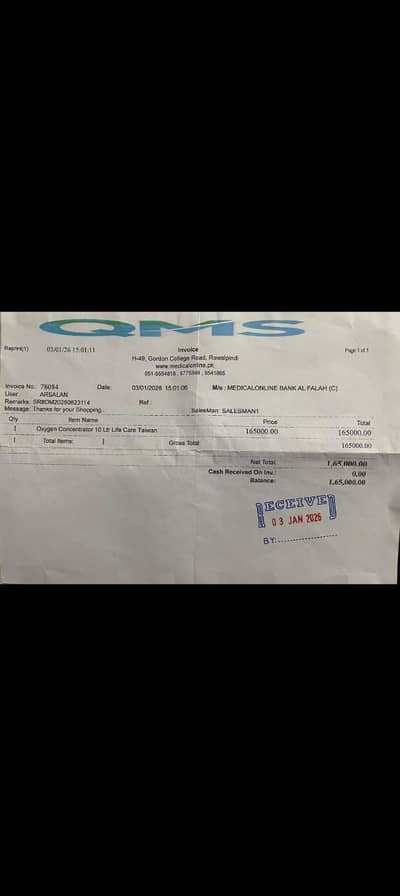 QMS
Reprint(1) 03/01/26 15:01:11 Invoice Page 1 of 1
H-49, Gordon College Road, Rawalpindi
www.medicalonline.pk
Invoice No. 76094 Date: 03/01/2026 15:01:06 M/s : MEDICALONLINE BANK AL FALAH (C)
User : ARSALAN
Remarks: Ref :
Message: Thanks for your Shopping. SalesMan: SALESMAN1
Qty Item Name Price Total
1 Oxygen Concentrator 10 Ltr Life Care Taiwan 165000.00 165000.00
1 Total Items: 1 Gross Total: 165000.00
Net Total: 1,65,000.00
Cash Received On Inv.: 0.00
Balance: 1,65,000.00
RECEIVED
03 JAN 2026
BY:....................